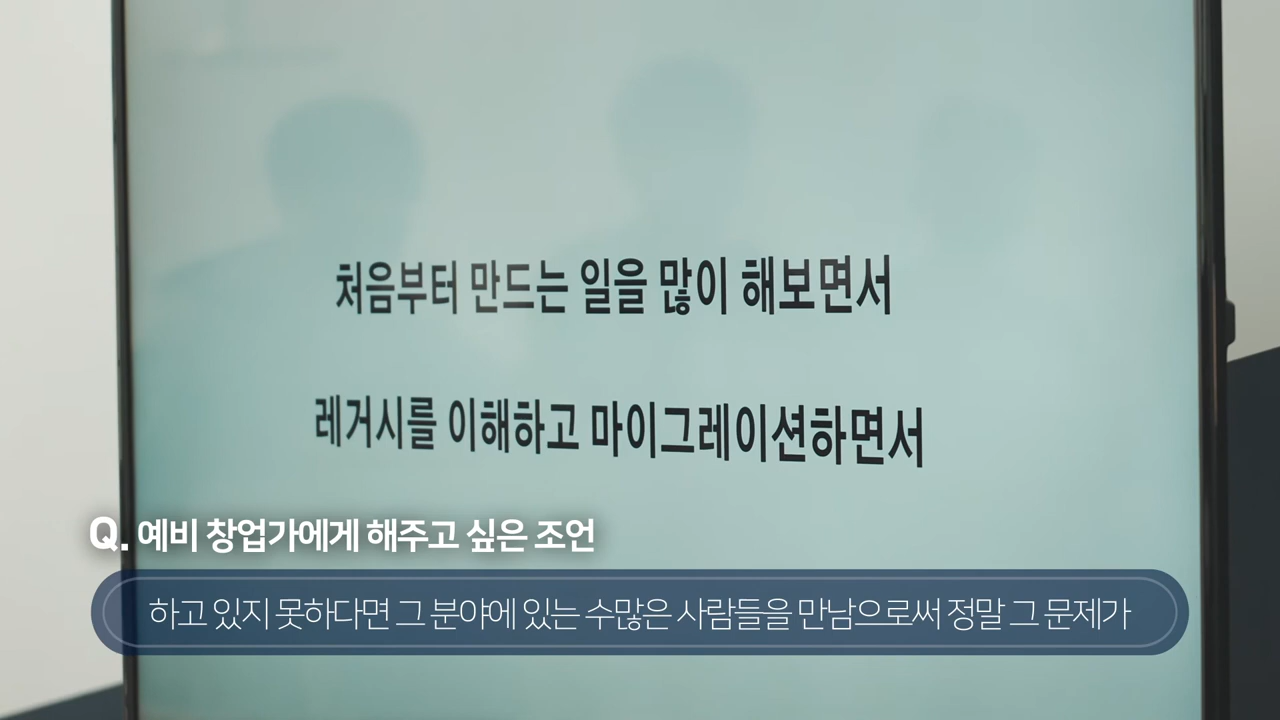 처음부터 만드는 일을 많이 해보면서
레거시를 이해하고 마이그레이션하면서
Q. 예비 창업가에게 해주고 싶은 조언
하고 있지 못하다면 그 분야에 있는 수많은 사람들을 만남으로써 정말 그 문제가